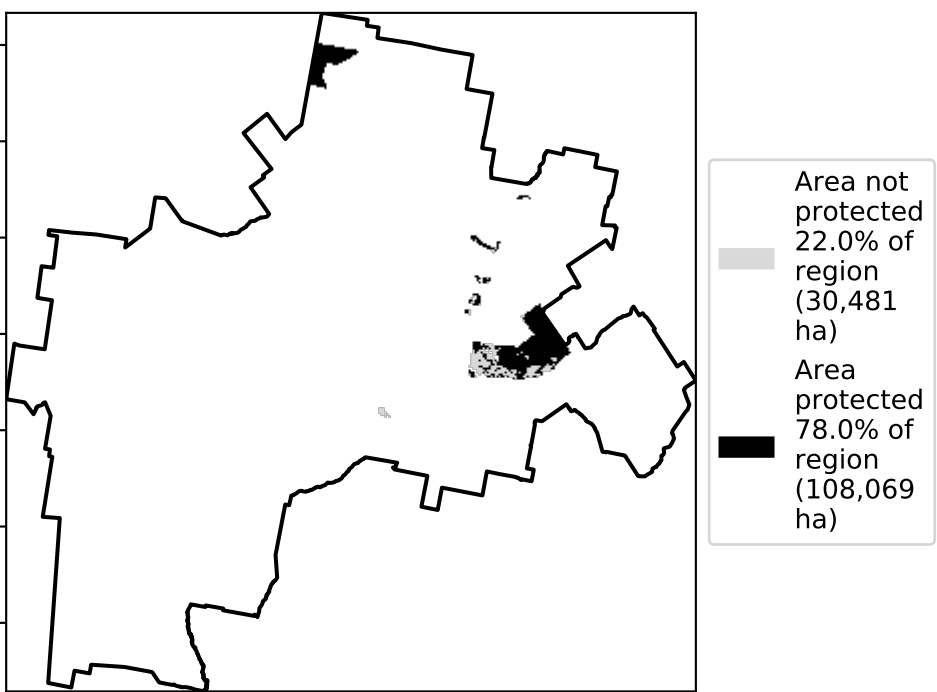 Area not
protected
22.0% of
region
(30,481
ha)
Area
protected
78.0% of
region
(108,069
ha)